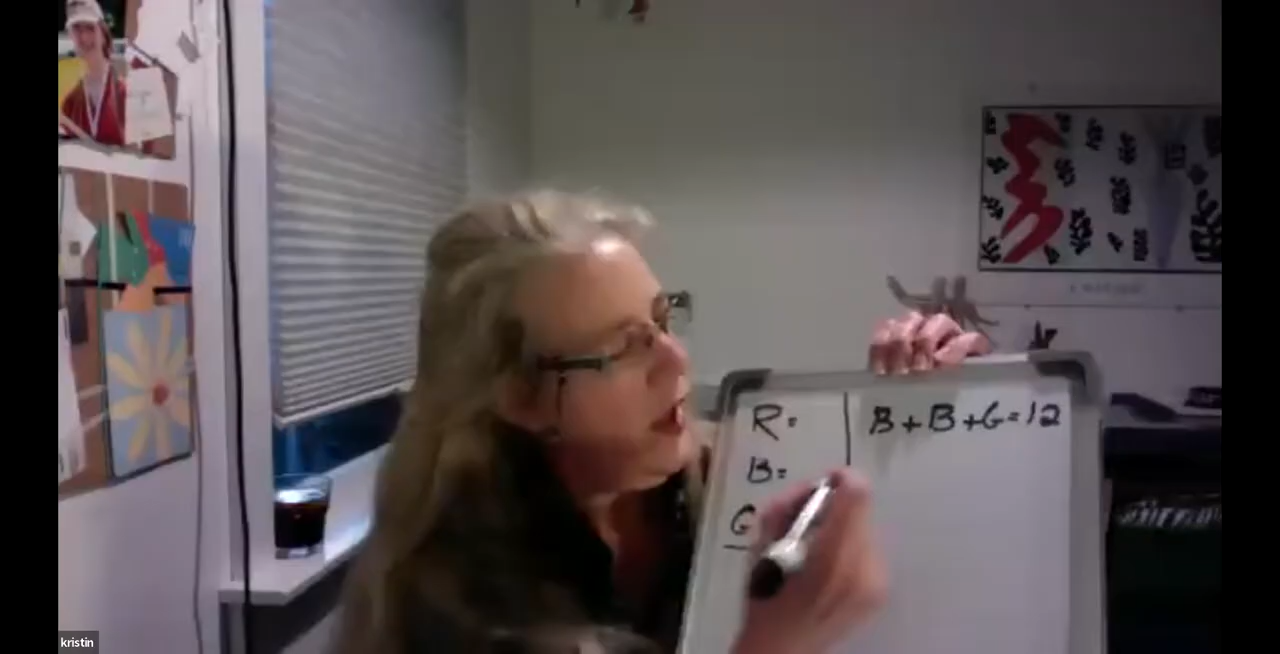 R=
B=
G
B+B+G=12
kristin